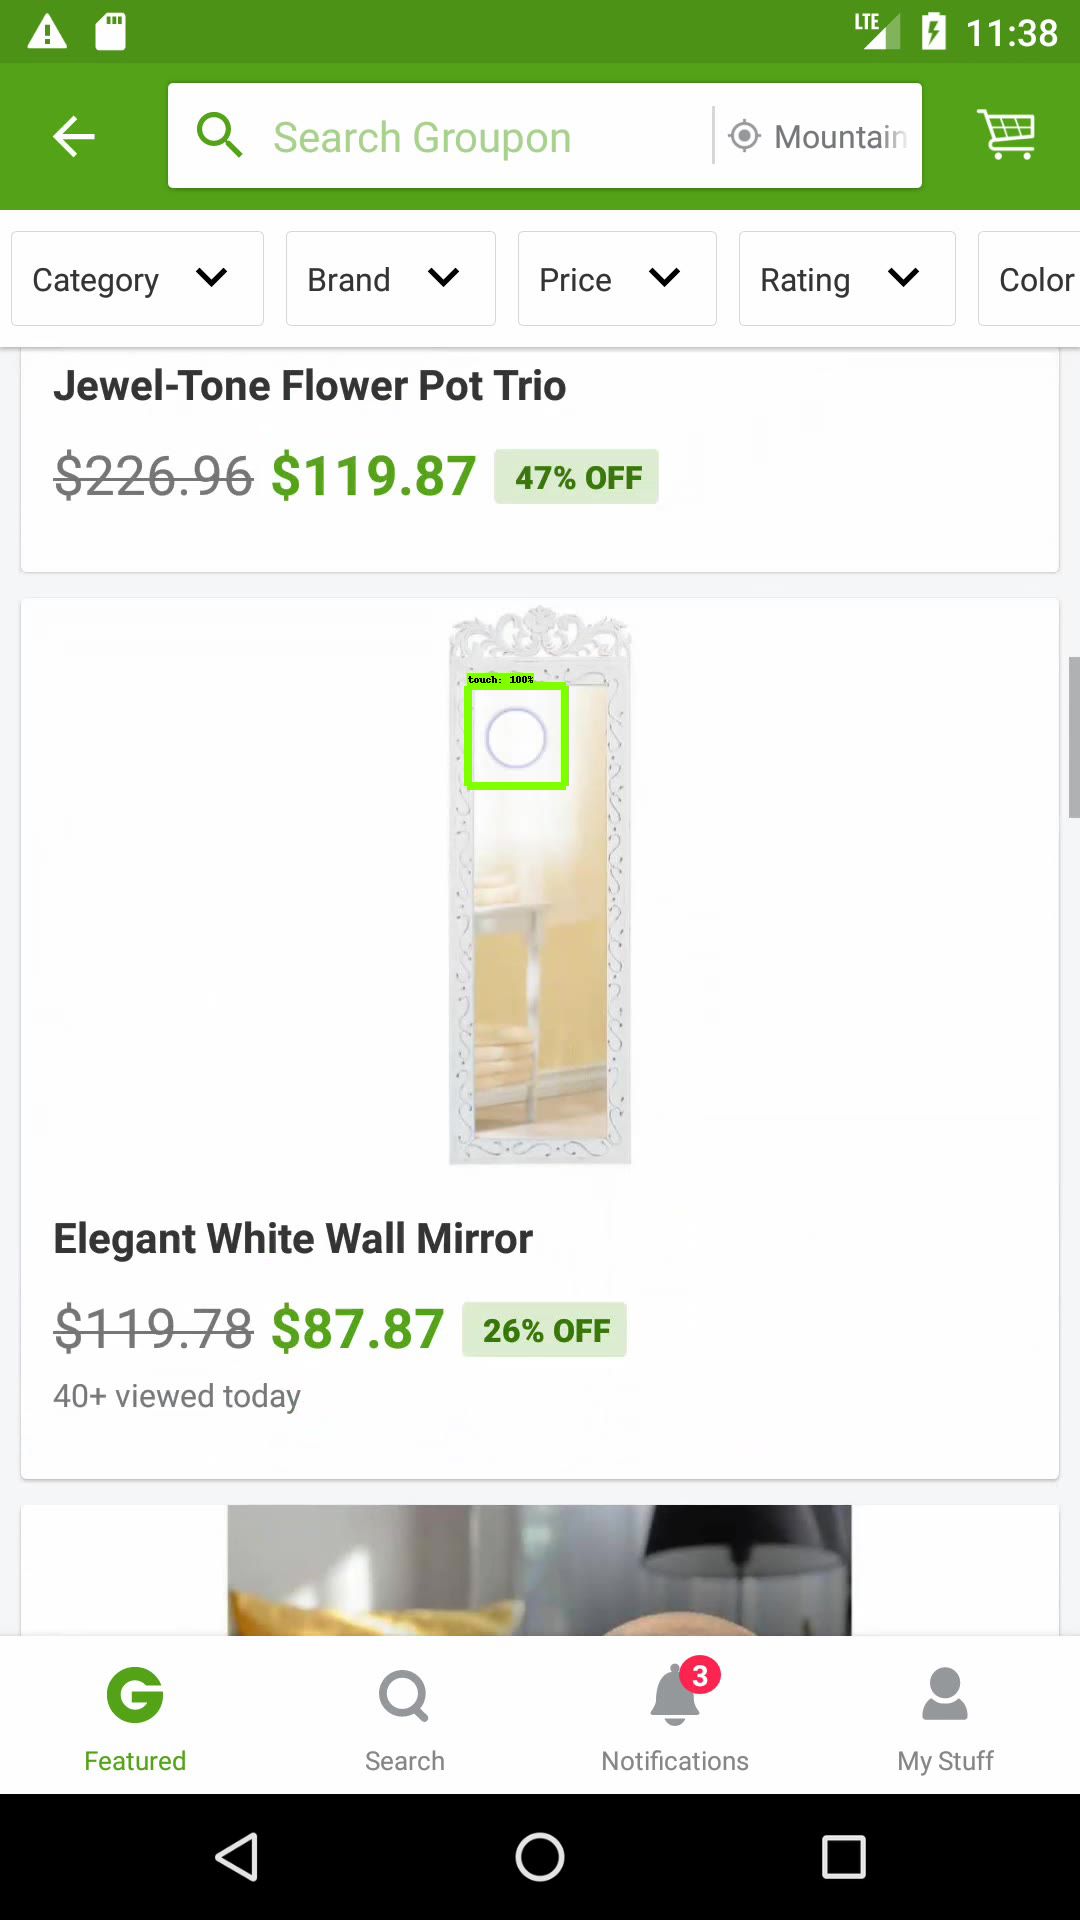 LTE 11:38
Search Groupon Mountain
Category Brand Price Rating Color
Jewel-Tone Flower Pot Trio
$226.96 $119.87 47% OFF
touch: 100%
Elegant White Wall Mirror
$119.78 $87.87 26% OFF
40+ viewed today
3
Featured Search Notifications My Stuff